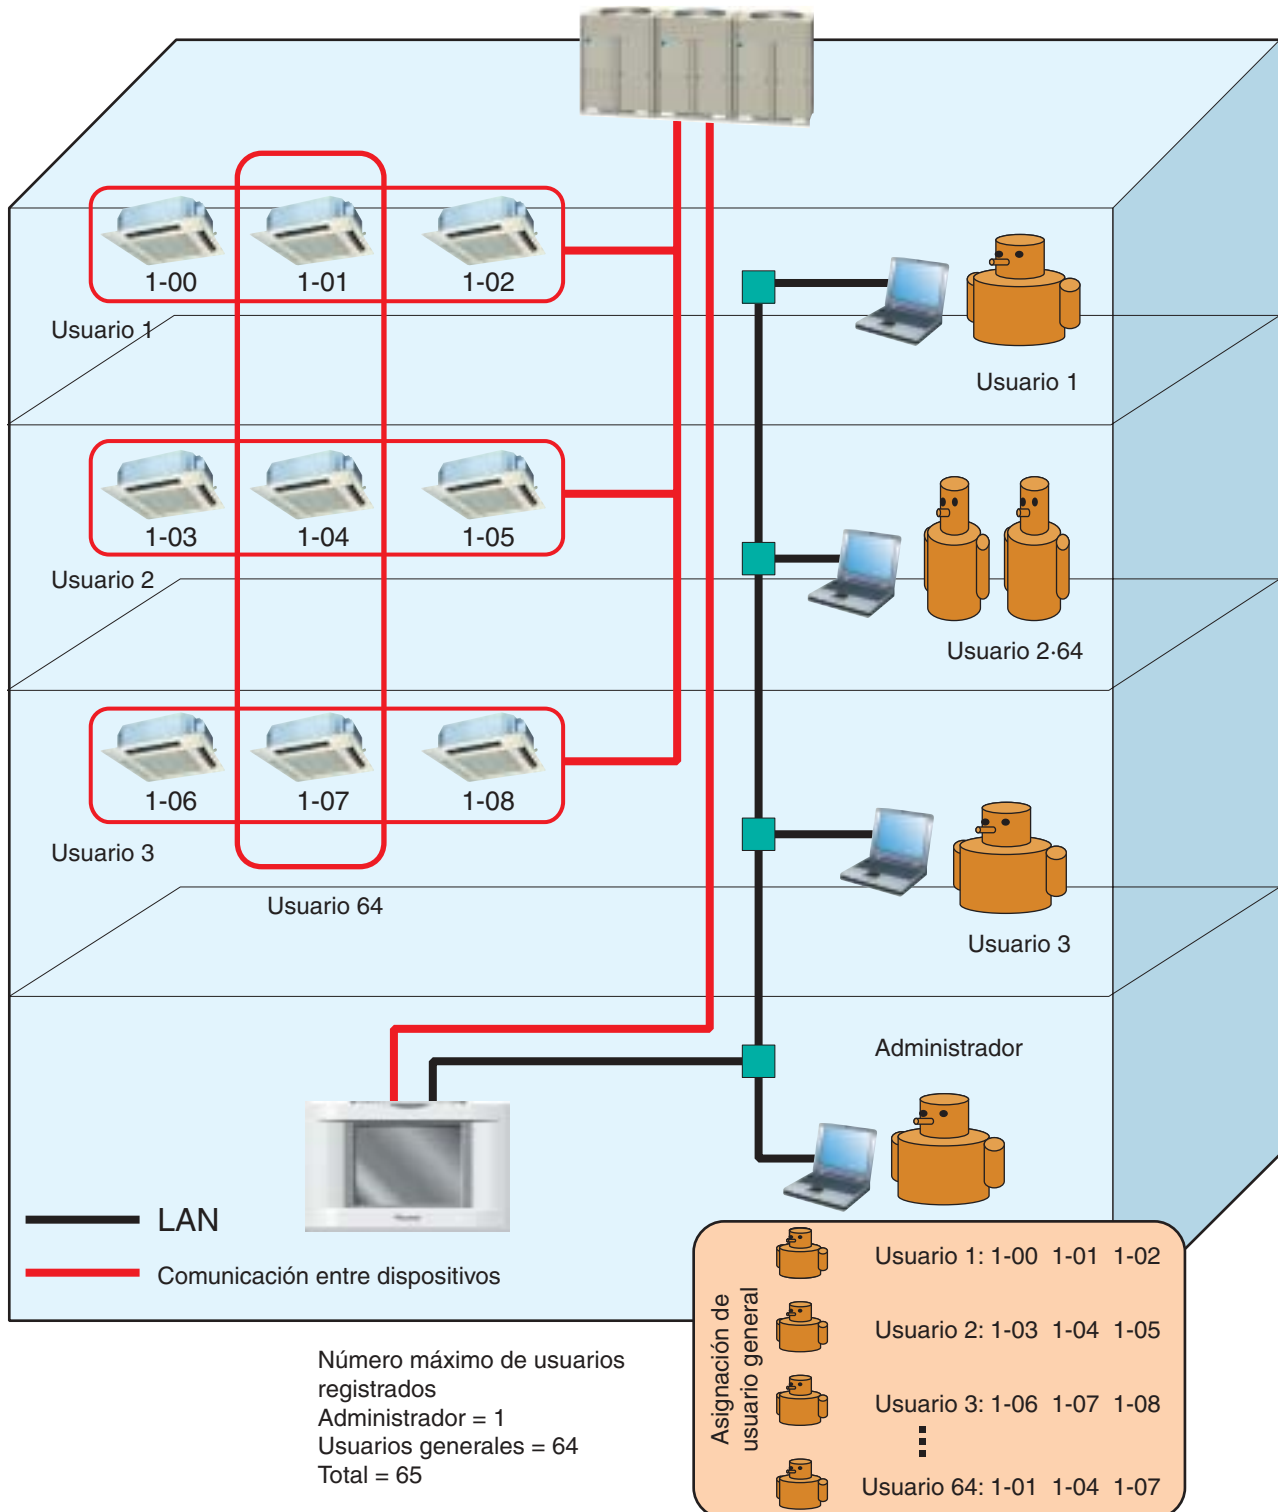 1-00 1-01 1-02
Usuario 1
Usuario 1
1-03 1-04 1-05
Usuario 2
Usuario 2·64
1-06 1-07 1-08
Usuario 3
Usuario 64
Usuario 3
Administrador
LAN
Comunicación entre dispositivos
Número máximo de usuarios
registrados
Administrador = 1
Usuarios generales = 64
Total = 65
Asignación de
usuario general
Usuario 1: 1-00 1-01 1-02
Usuario 2: 1-03 1-04 1-05
Usuario 3: 1-06 1-07 1-08
Usuario 64: 1-01 1-04 1-07